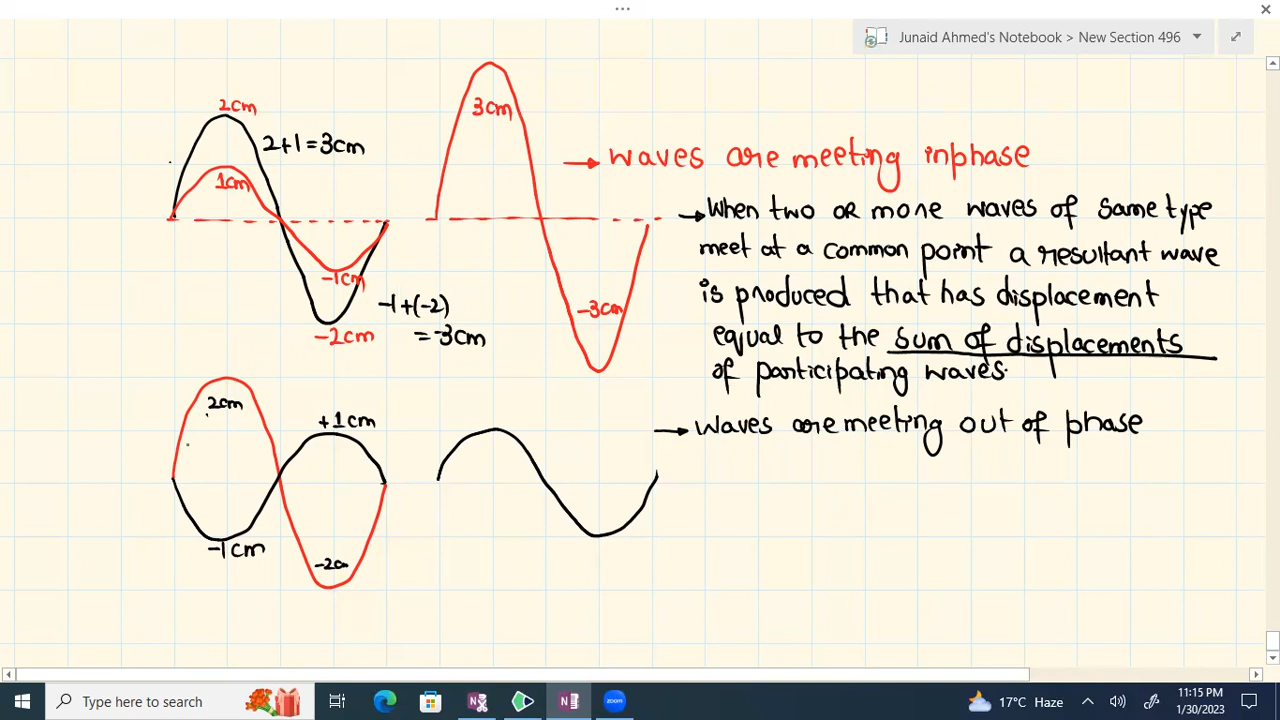 Junaid Ahmed's Notebook > New Section 496
2cm
2+1=3cm
1cm
-1cm
-1+(-2)
=-3cm
-2cm
3cm
-3cm
waves are meeting inphase
When two or more waves of same type
meet at a common point a resultant wave
is produced that has displacement
equal to the sum of displacements
of participating waves.
2cm
+1cm
-1cm
-2cm
waves are meeting out of phase
Type here to search
zoom
17°C Haze
11:15 PM
1/30/2023